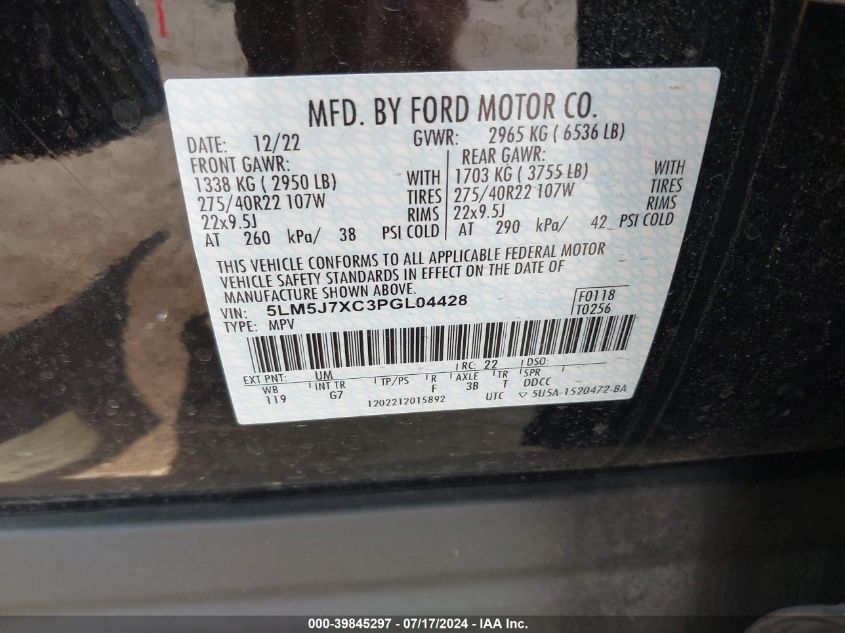 MFD. BY FORD MOTOR CO.
DATE: 12/22 GVWR: 2965 KG ( 6536 LB)
FRONT GAWR: REAR GAWR:
1338 KG ( 2950 LB) WITH 1703 KG ( 3755 LB) WITH
275/40R22 107W TIRES 275/40R22 107W TIRES
22x9.5J RIMS 22x9.5J RIMS
AT 260 kPa/ 38 PSI COLD AT 290 kPa/ 42 PSI COLD
THIS VEHICLE CONFORMS TO ALL APPLICABLE FEDERAL MOTOR
VEHICLE SAFETY STANDARDS IN EFFECT ON THE DATE OF
MANUFACTURE SHOWN ABOVE.
VIN: 5LM5J7XC3PGL04428 F0118
TYPE: MPV T0256
EXT PNT: UM RC: 22 DSO:
WB INT TR TP/PS R AXLE TR SPR
119 G7 F 3B T DDCC
1202212015892 UTC ▽ 5U5A-1520472-BA
000-39845297 / 07/17/2024 - IAA Inc.